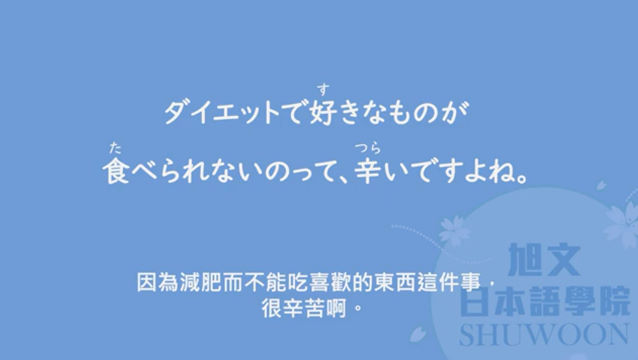 す
ダイエットで好きなものが
た つら
食べられないのって、辛いですよね。
因為減肥而不能吃喜歡的東西這件事，
很辛苦啊。
旭文
日本語學院
SHUWOON